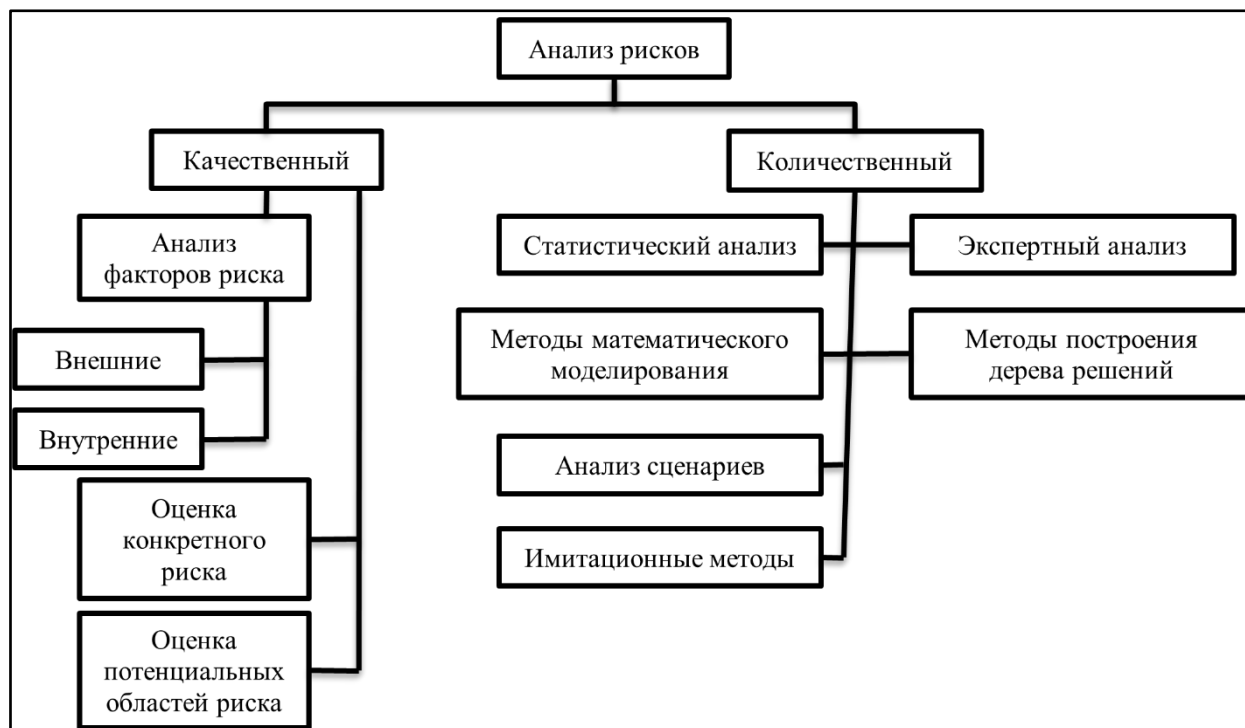 Анализ рисков
Качественный
Количественный
Анализ
факторов риска
Внешние
Внутренние
Оценка
конкретного
риска
Оценка
потенциальных
областей риска
Статистический анализ
Экспертный анализ
Методы математического
моделирования
Методы построения
дерева решений
Анализ сценариев
Имитационные методы